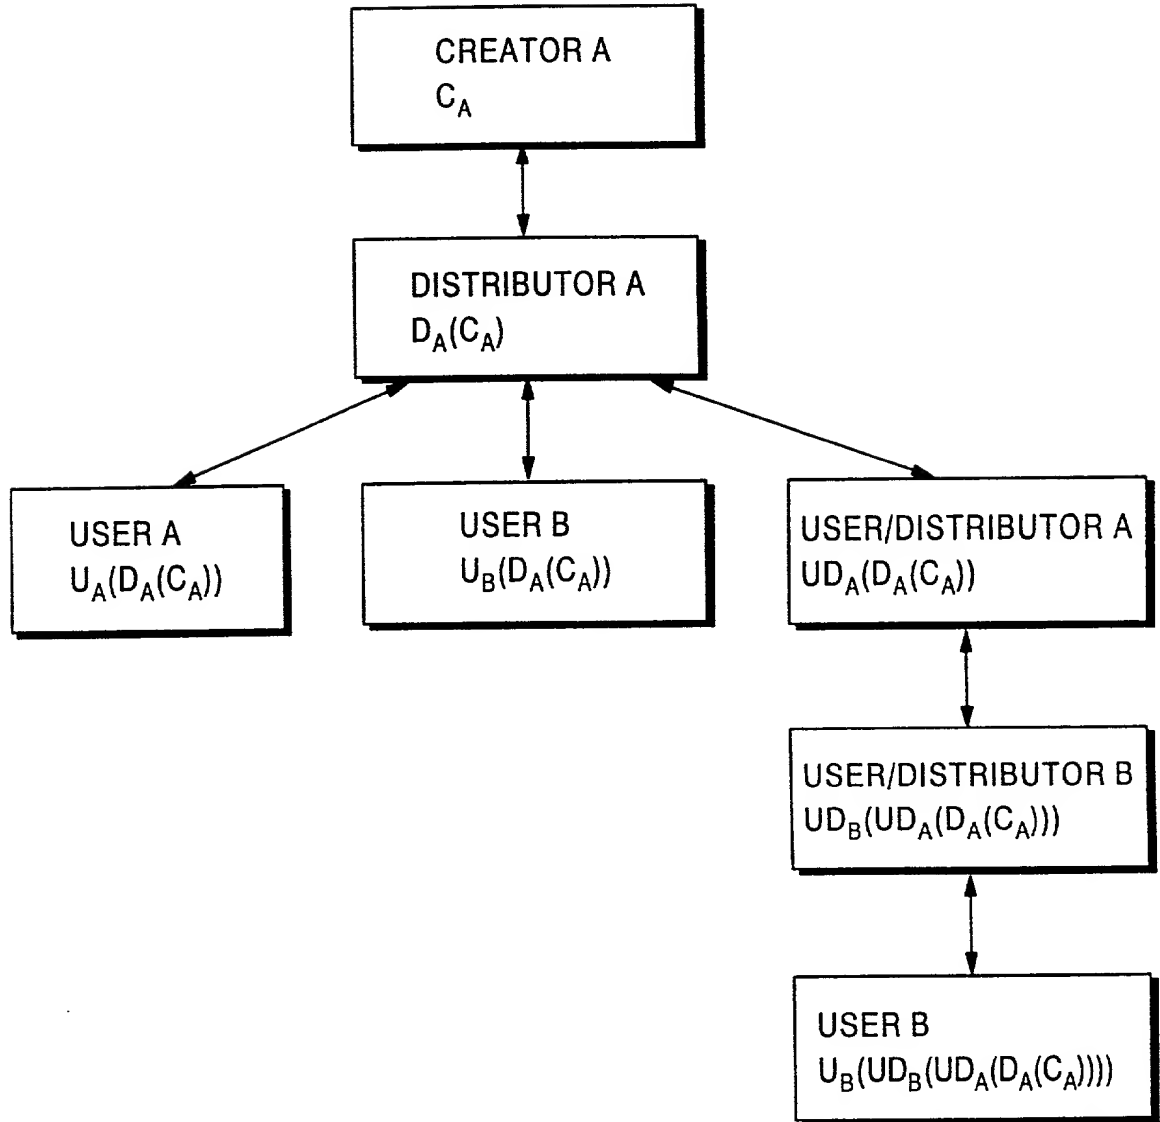 CREATOR A
C_A
DISTRIBUTOR A
D_A(C_A)
USER A
U_A(D_A(C_A))
USER B
U_B(D_A(C_A))
USER/DISTRIBUTOR A
UD_A(D_A(C_A))
USER/DISTRIBUTOR B
UD_B(UD_A(D_A(C_A)))
USER B
U_B(UD_B(UD_A(D_A(C_A))))